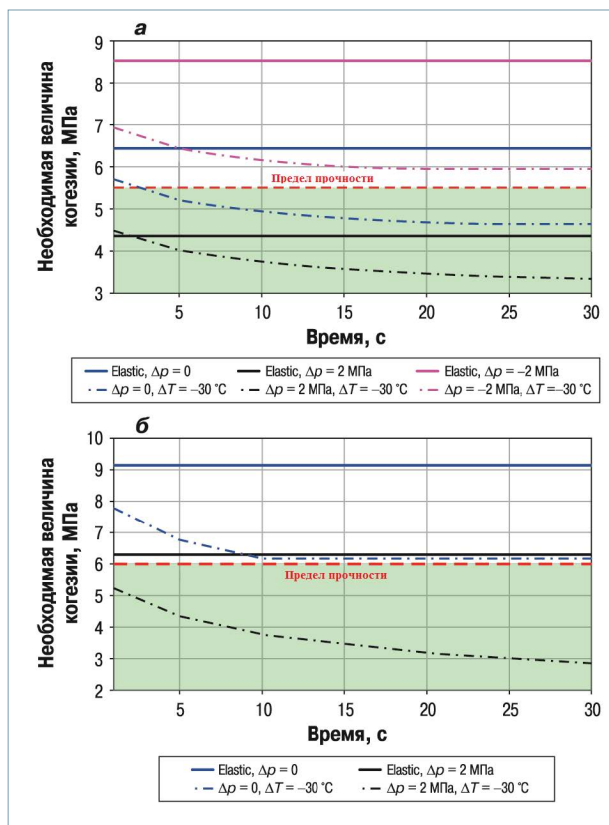 а
Необходимая величина
когезии, МПа
9
8
7
6
5
4
3
Предел прочности
5 10 15 20 25 30
Время, с
Elastic, Δp = 0 Elastic, Δp = 2 МПа Elastic, Δp = −2 МПа
Δp = 0, ΔT = −30 °C Δp = 2 МПа, ΔT = −30 °C Δp = −2 МПа, ΔT = −30 °C
б
Необходимая величина
когезии, МПа
10
9
8
7
6
5
4
3
2
Предел прочности
5 10 15 20 25 30
Время, с
Elastic, Δp = 0 Elastic, Δp = 2 МПа
Δp = 0, ΔT = −30 °C Δp = 2 МПа, ΔT = −30 °C